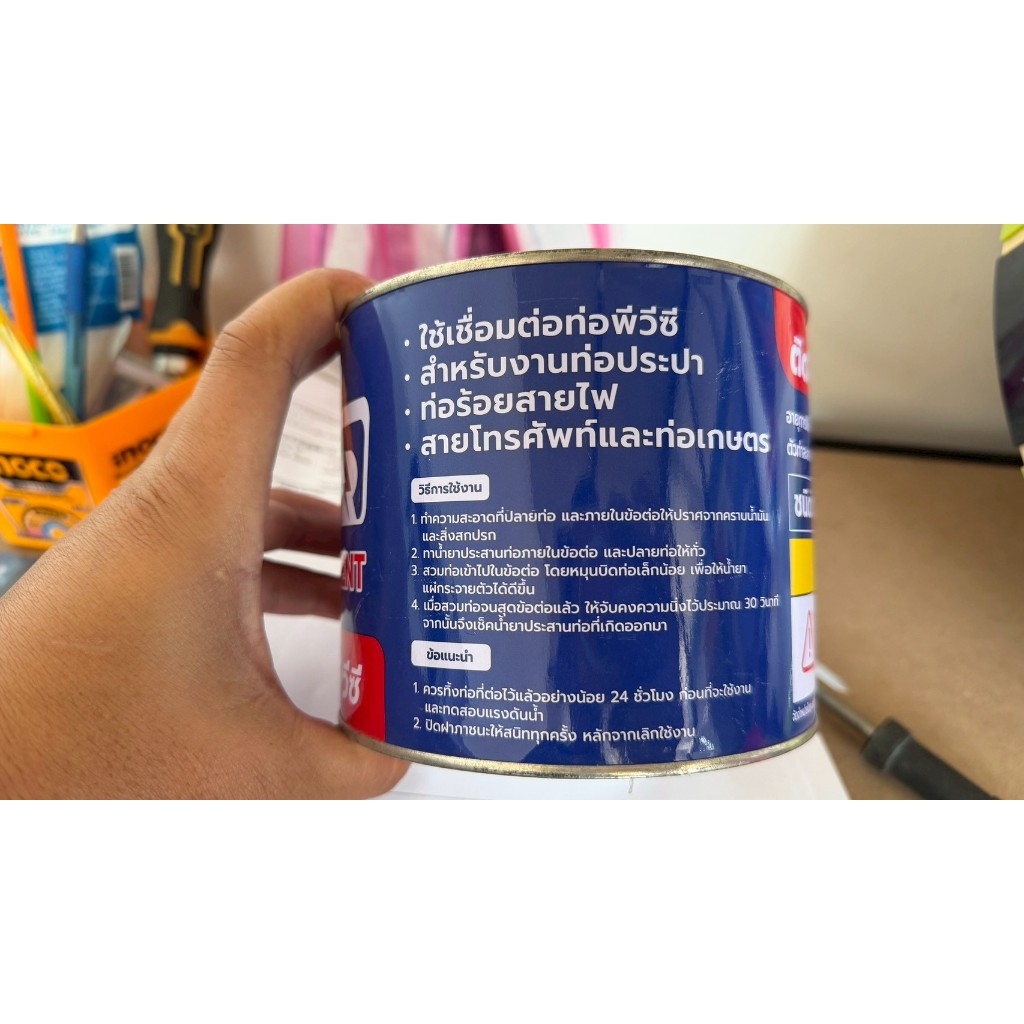 • ใช้เชื่อมต่อท่อพีวีซี
• สำหรับงานท่อประปา
• ท่อร้อยสายไฟ
• สายโทรศัพท์และท่อเกษตร
วิธีการใช้งาน
1. ทำความสะอาดที่ปลายท่อ และภายในข้อต่อให้ปราศจากคราบน้ำมัน
และสิ่งสกปรก
2. ทาน้ำยาประสานท่อภายในข้อต่อ และปลายท่อให้ทั่ว
3. สวมท่อเข้าไปในข้อต่อ โดยหมุนบิดท่อเล็กน้อย เพื่อให้น้ำยา
แผ่กระจายตัวได้ดีขึ้น
4. เมื่อสวมท่อจนสุดข้อต่อแล้ว ให้จับคงความนิ่งไว้ประมาณ 30 วินาที
จากนั้นจึงเช็คน้ำยาประสานท่อที่เกิดออกมา
ข้อแนะนำ
1. ควรทิ้งท่อที่ต่อไว้แล้วอย่างน้อย 24 ชั่วโมง ก่อนที่จะใช้งาน
และทดสอบแรงดันน้ำ
2. ปิดฝาภาชนะให้สนิททุกครั้ง หลังจากเลิกใช้งาน